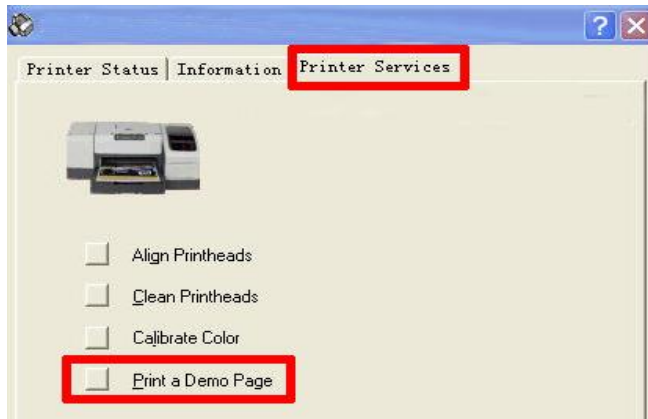 Printer Status Information Printer Services
Align Printheads
Clean Printheads
Calibrate Color
Print a Demo Page